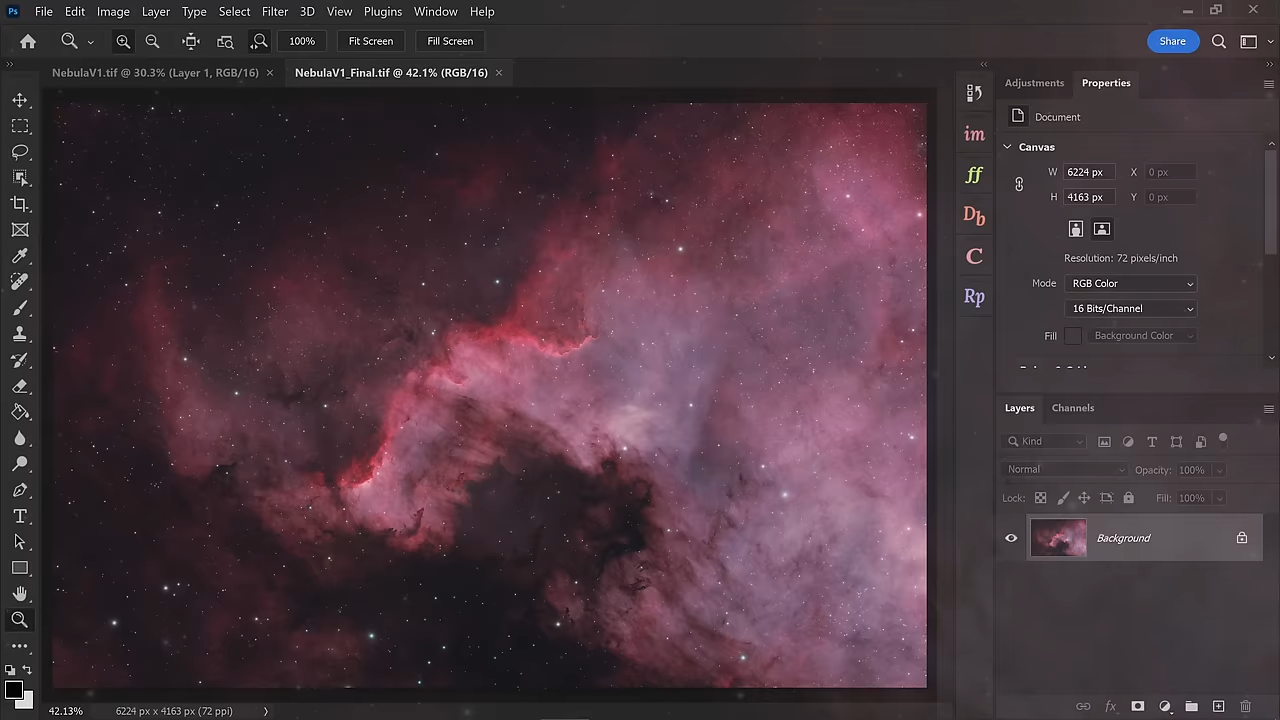 Ps File Edit Image Layer Type Select Filter 3D View Plugins Window Help
100% Fit Screen Fill Screen Share
NebulaV1.tif @ 30.3% (Layer 1, RGB/16) × NebulaV1_Final.tif @ 42.1% (RGB/16) ×
Adjustments Properties
Document
Canvas
W 6224 px X 0 px
H 4163 px Y 0 px
Resolution: 72 pixels/inch
Mode RGB Color
16 Bits/Channel
Fill Background Color
im
ff
Db
C
Rp
Layers Channels
Kind
Normal Opacity: 100%
Lock: Fill: 100%
Background
fx
42.13% 6224 px x 4163 px (72 ppi)